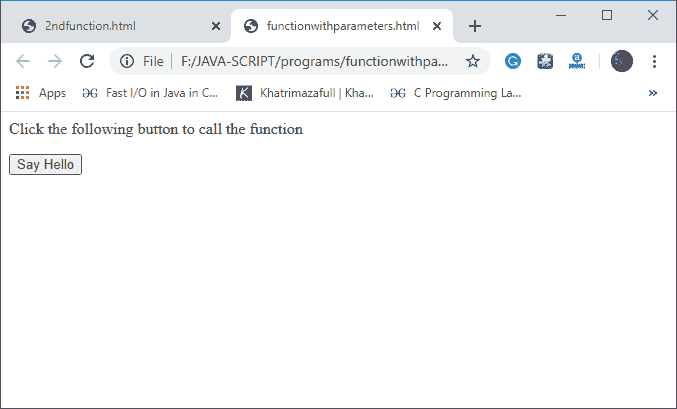 2ndfunction.html
functionwithparameters.html
File
F:/JAVA-SCRIPT/programs/functionwithpa...
Apps
Fast I/O in Java in C...
Khatrimazafull | Kha...
C Programming La...
Click the following button to call the function
Say Hello